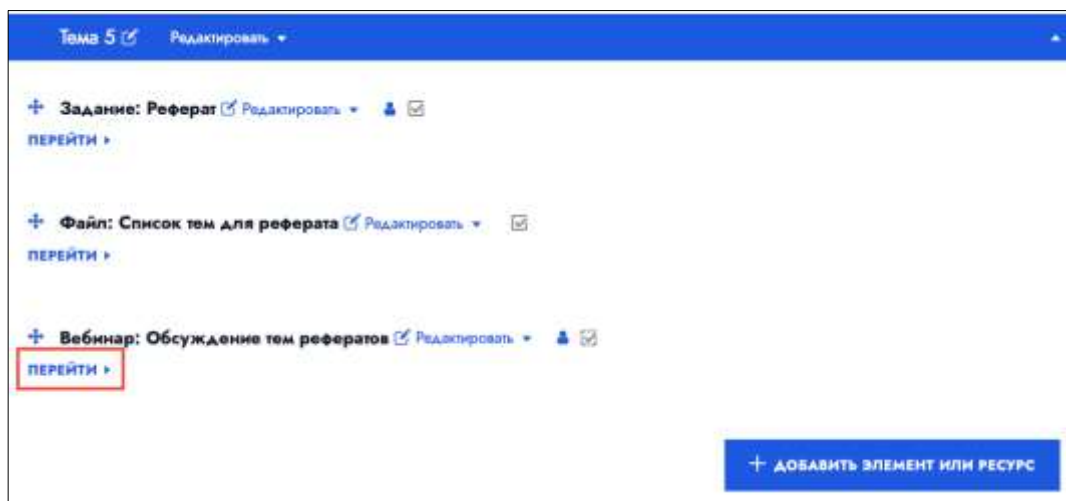 Тема 5 Редактировать
Задание: Реферат Редактировать
ПЕРЕЙТИ
Файл: Список тем для реферата Редактировать
ПЕРЕЙТИ
Вебинар: Обсуждение тем рефератов Редактировать
ПЕРЕЙТИ
+ ДОБАВИТЬ ЭЛЕМЕНТ ИЛИ РЕСУРС